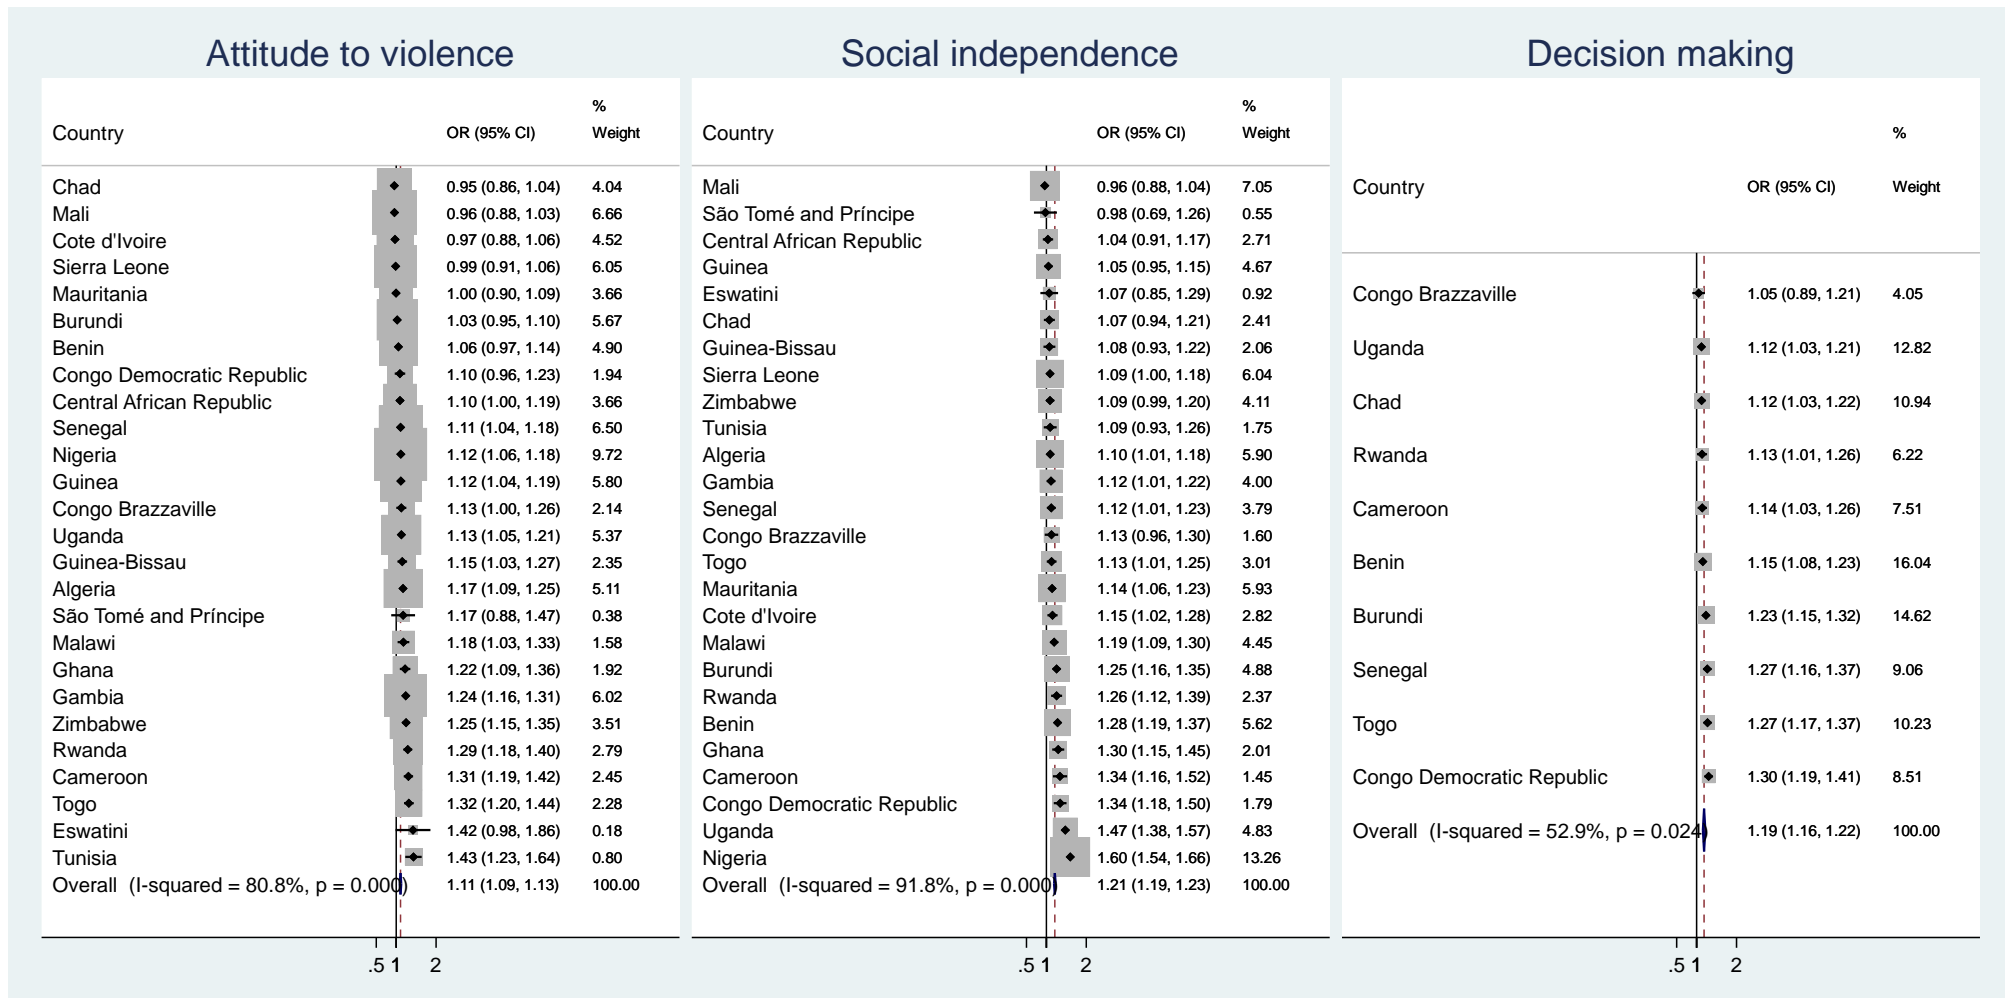 Attitude to violence
%
Country OR (95% CI) Weight
Chad 0.95 (0.86, 1.04) 4.04
Mali 0.96 (0.88, 1.03) 6.66
Cote d'Ivoire 0.97 (0.88, 1.06) 4.52
Sierra Leone 0.99 (0.91, 1.06) 6.05
Mauritania 1.00 (0.90, 1.09) 3.66
Burundi 1.03 (0.95, 1.10) 5.67
Benin 1.06 (0.97, 1.14) 4.90
Congo Democratic Republic 1.10 (0.96, 1.23) 1.94
Central African Republic 1.10 (1.00, 1.19) 3.66
Senegal 1.11 (1.04, 1.18) 6.50
Nigeria 1.12 (1.06, 1.18) 9.72
Guinea 1.12 (1.04, 1.19) 5.80
Congo Brazzaville 1.13 (1.00, 1.26) 2.14
Uganda 1.13 (1.05, 1.21) 5.37
Guinea-Bissau 1.15 (1.03, 1.27) 2.35
Algeria 1.17 (1.09, 1.25) 5.11
São Tomé and Príncipe 1.17 (0.88, 1.47) 0.38
Malawi 1.18 (1.03, 1.33) 1.58
Ghana 1.22 (1.09, 1.36) 1.92
Gambia 1.24 (1.16, 1.31) 6.02
Zimbabwe 1.25 (1.15, 1.35) 3.51
Rwanda 1.29 (1.18, 1.40) 2.79
Cameroon 1.31 (1.19, 1.42) 2.45
Togo 1.32 (1.20, 1.44) 2.28
Eswatini 1.42 (0.98, 1.86) 0.18
Tunisia 1.43 (1.23, 1.64) 0.80
Overall (I-squared = 80.8%, p = 0.000) 1.11 (1.09, 1.13) 100.00
.5 1 2
Social independence
%
Country OR (95% CI) Weight
Mali 0.96 (0.88, 1.04) 7.05
São Tomé and Príncipe 0.98 (0.69, 1.26) 0.55
Central African Republic 1.04 (0.91, 1.17) 2.71
Guinea 1.05 (0.95, 1.15) 4.67
Eswatini 1.07 (0.85, 1.29) 0.92
Chad 1.07 (0.94, 1.21) 2.41
Guinea-Bissau 1.08 (0.93, 1.22) 2.06
Sierra Leone 1.09 (1.00, 1.18) 6.04
Zimbabwe 1.09 (0.99, 1.20) 4.11
Tunisia 1.09 (0.93, 1.26) 1.75
Algeria 1.10 (1.01, 1.18) 5.90
Gambia 1.12 (1.01, 1.22) 4.00
Senegal 1.12 (1.01, 1.23) 3.79
Congo Brazzaville 1.13 (0.96, 1.30) 1.60
Togo 1.13 (1.01, 1.25) 3.01
Mauritania 1.14 (1.06, 1.23) 5.93
Cote d'Ivoire 1.15 (1.02, 1.28) 2.82
Malawi 1.19 (1.09, 1.30) 4.45
Burundi 1.25 (1.16, 1.35) 4.88
Rwanda 1.26 (1.12, 1.39) 2.37
Benin 1.28 (1.19, 1.37) 5.62
Ghana 1.30 (1.15, 1.45) 2.01
Cameroon 1.34 (1.16, 1.52) 1.45
Congo Democratic Republic 1.34 (1.18, 1.50) 1.79
Uganda 1.47 (1.38, 1.57) 4.83
Nigeria 1.60 (1.54, 1.66) 13.26
Overall (I-squared = 91.8%, p = 0.000) 1.21 (1.19, 1.23) 100.00
.5 1 2
Decision making
%
Country OR (95% CI) Weight
Congo Brazzaville 1.05 (0.89, 1.21) 4.05
Uganda 1.12 (1.03, 1.21) 12.82
Chad 1.12 (1.03, 1.22) 10.94
Rwanda 1.13 (1.01, 1.26) 6.22
Cameroon 1.14 (1.03, 1.26) 7.51
Benin 1.15 (1.08, 1.23) 16.04
Burundi 1.23 (1.15, 1.32) 14.62
Senegal 1.27 (1.16, 1.37) 9.06
Togo 1.27 (1.17, 1.37) 10.23
Congo Democratic Republic 1.30 (1.19, 1.41) 8.51
Overall (I-squared = 52.9%, p = 0.024) 1.19 (1.16, 1.22) 100.00
.5 1 2